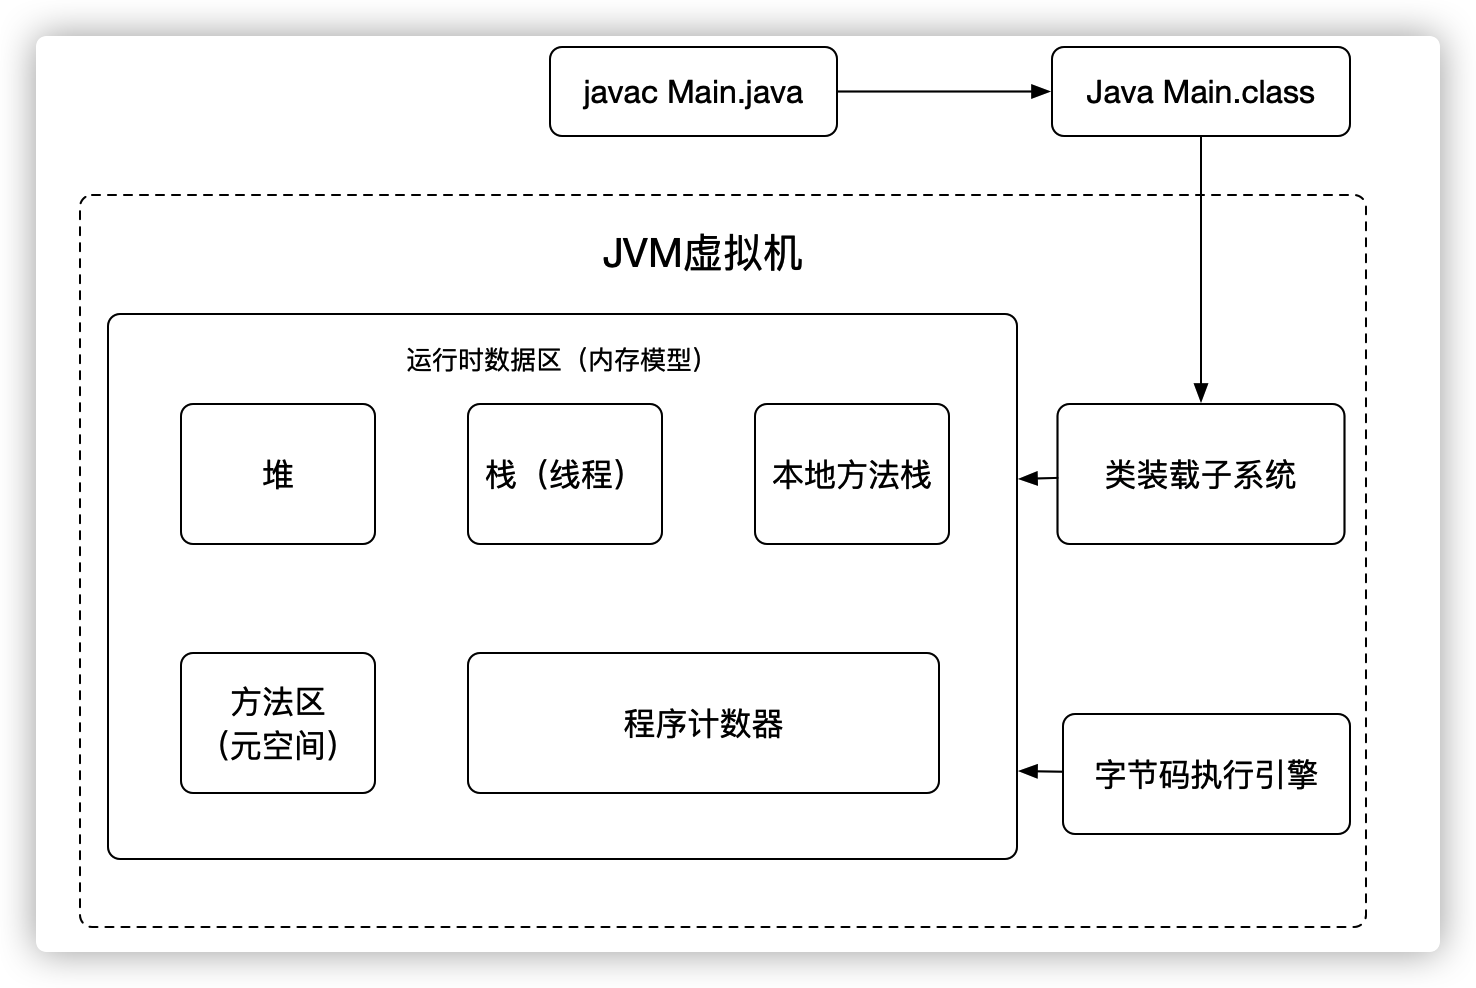 javac Main.java
Java Main.class
JVM虚拟机
运行时数据区（内存模型）
堆
栈（线程）
本地方法栈
类装载子系统
方法区
(元空间)
程序计数器
字节码执行引擎